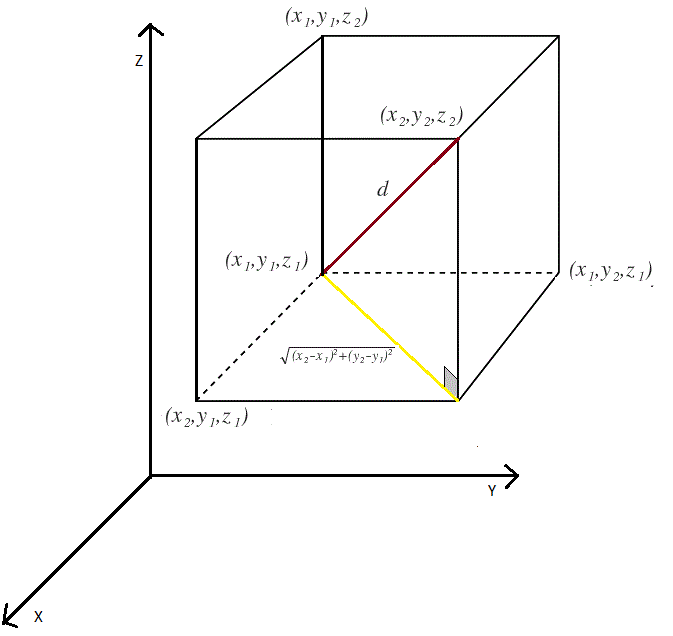 (x₁,y₁,z₂)
Z
(x₂,y₂,z₂)
d
(x₁,y₁,z₁)
(x₁,y₂,z₁)
√(x₂−x₁)²+(y₂−y₁)²
(x₂,y₁,z₁)
Y
X